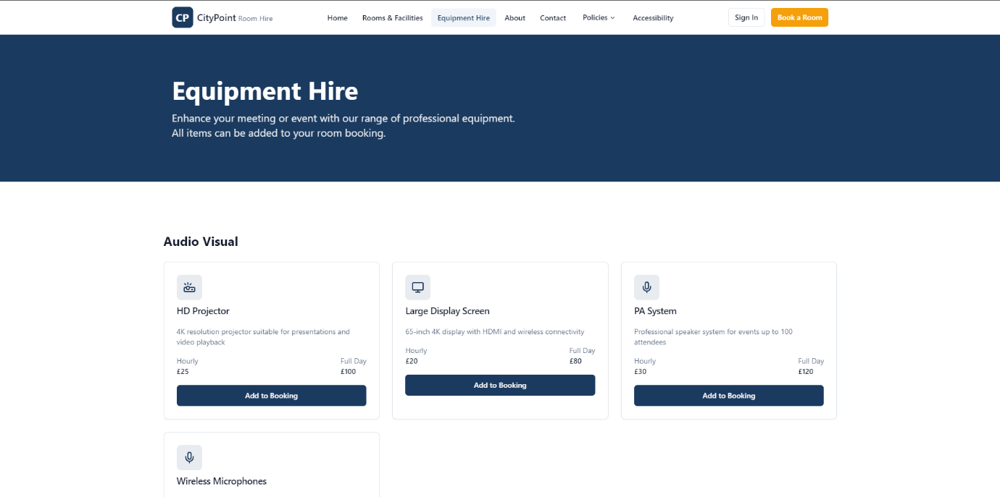 CP CityPoint Room Hire Home Rooms & Facilities Equipment Hire About Contact Policies Accessibility Sign In Book a Room
Equipment Hire
Enhance your meeting or event with our range of professional equipment.
All items can be added to your room booking.
Audio Visual
HD Projector
4K resolution projector suitable for presentations and
video playback
Hourly Full Day
£25 £100
Add to Booking
Large Display Screen
65-inch 4K display with HDMI and wireless connectivity
Hourly Full Day
£20 £80
Add to Booking
PA System
Professional speaker system for events up to 100
attendees
Hourly Full Day
£30 £120
Add to Booking
Wireless Microphones